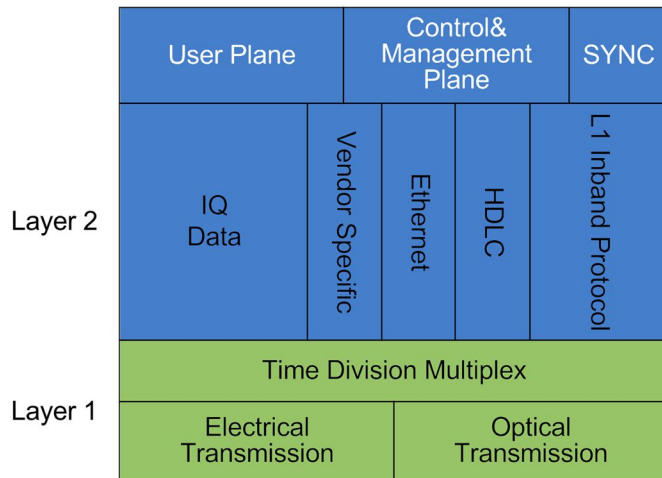 User Plane
Control&
Management
Plane
SYNC
Layer 2
IQ
Data
Vendor Specific
Ethernet
HDLC
L1 Inband Protocol
Time Division Multiplex
Layer 1
Electrical
Transmission
Optical
Transmission